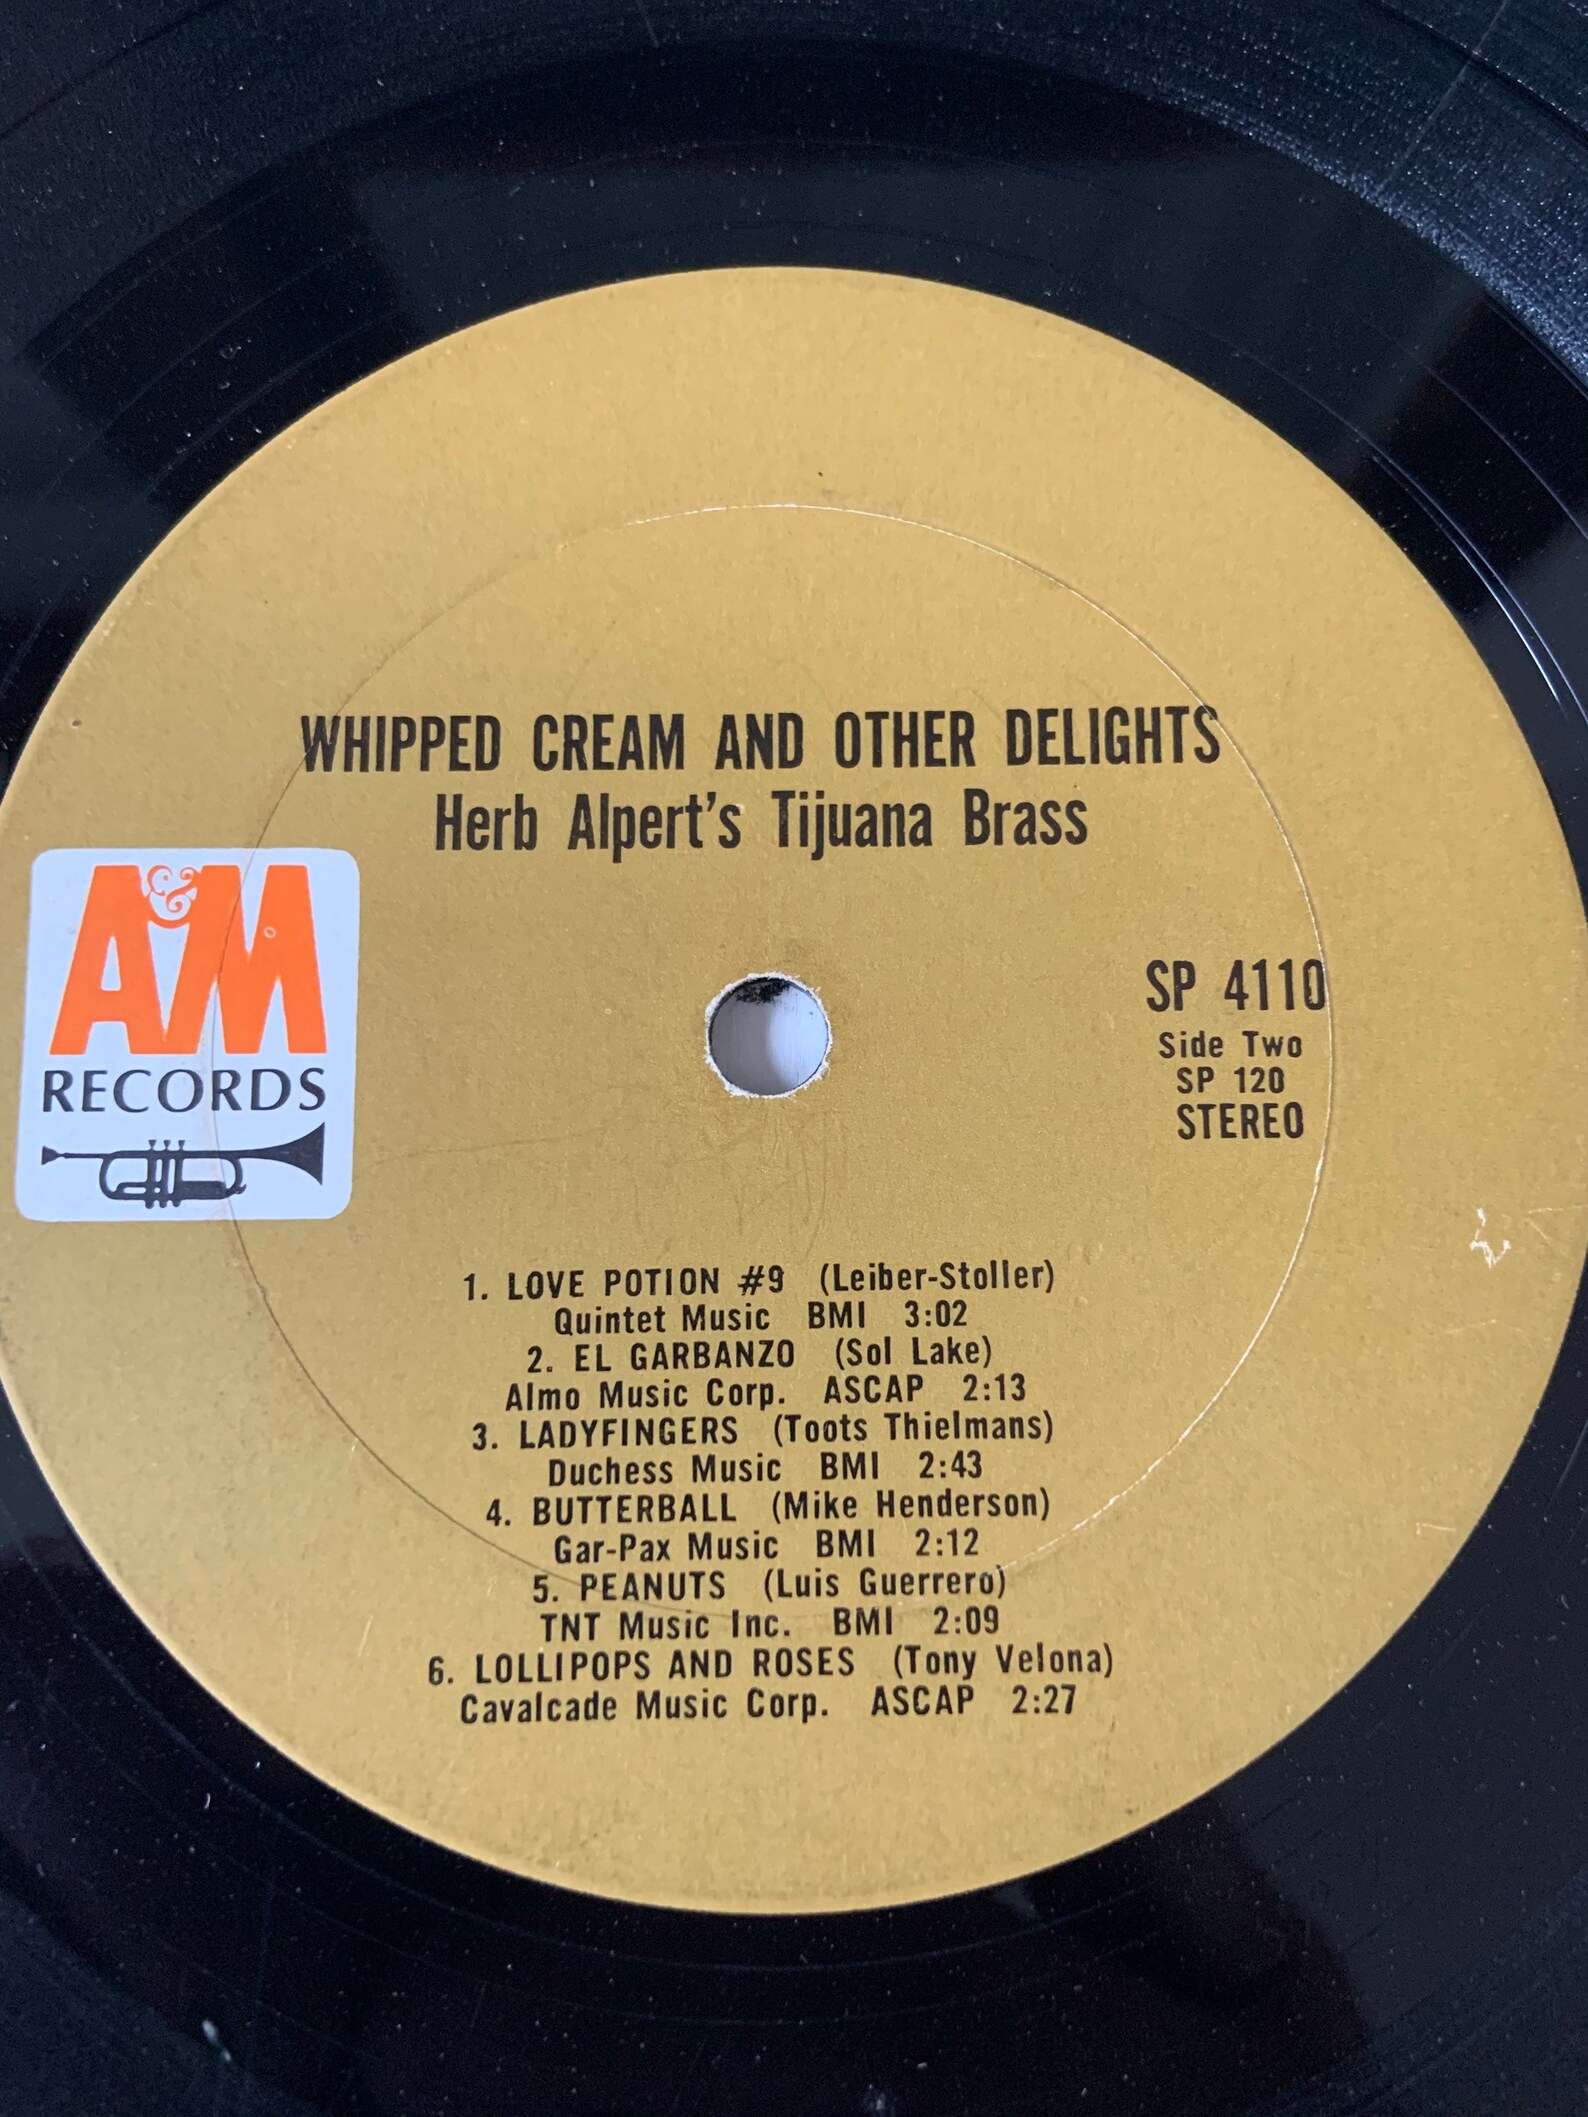 WHIPPED CREAM AND OTHER DELIGHTS
Herb Alpert's Tijuana Brass
A&M
RECORDS
SP 4110
Side Two
SP 120
STEREO
1. LOVE POTION #9 (Leiber-Stoller)
Quintet Music BMI 3:02
2. EL GARBANZO (Sol Lake)
Almo Music Corp. ASCAP 2:13
3. LADYFINGERS (Toots Thielmans)
Duchess Music BMI 2:43
4. BUTTERBALL (Mike Henderson)
Gar-Pax Music BMI 2:12
5. PEANUTS (Luis Guerrero)
TNT Music Inc. BMI 2:09
6. LOLLIPOPS AND ROSES (Tony Velona)
Cavalcade Music Corp. ASCAP 2:27